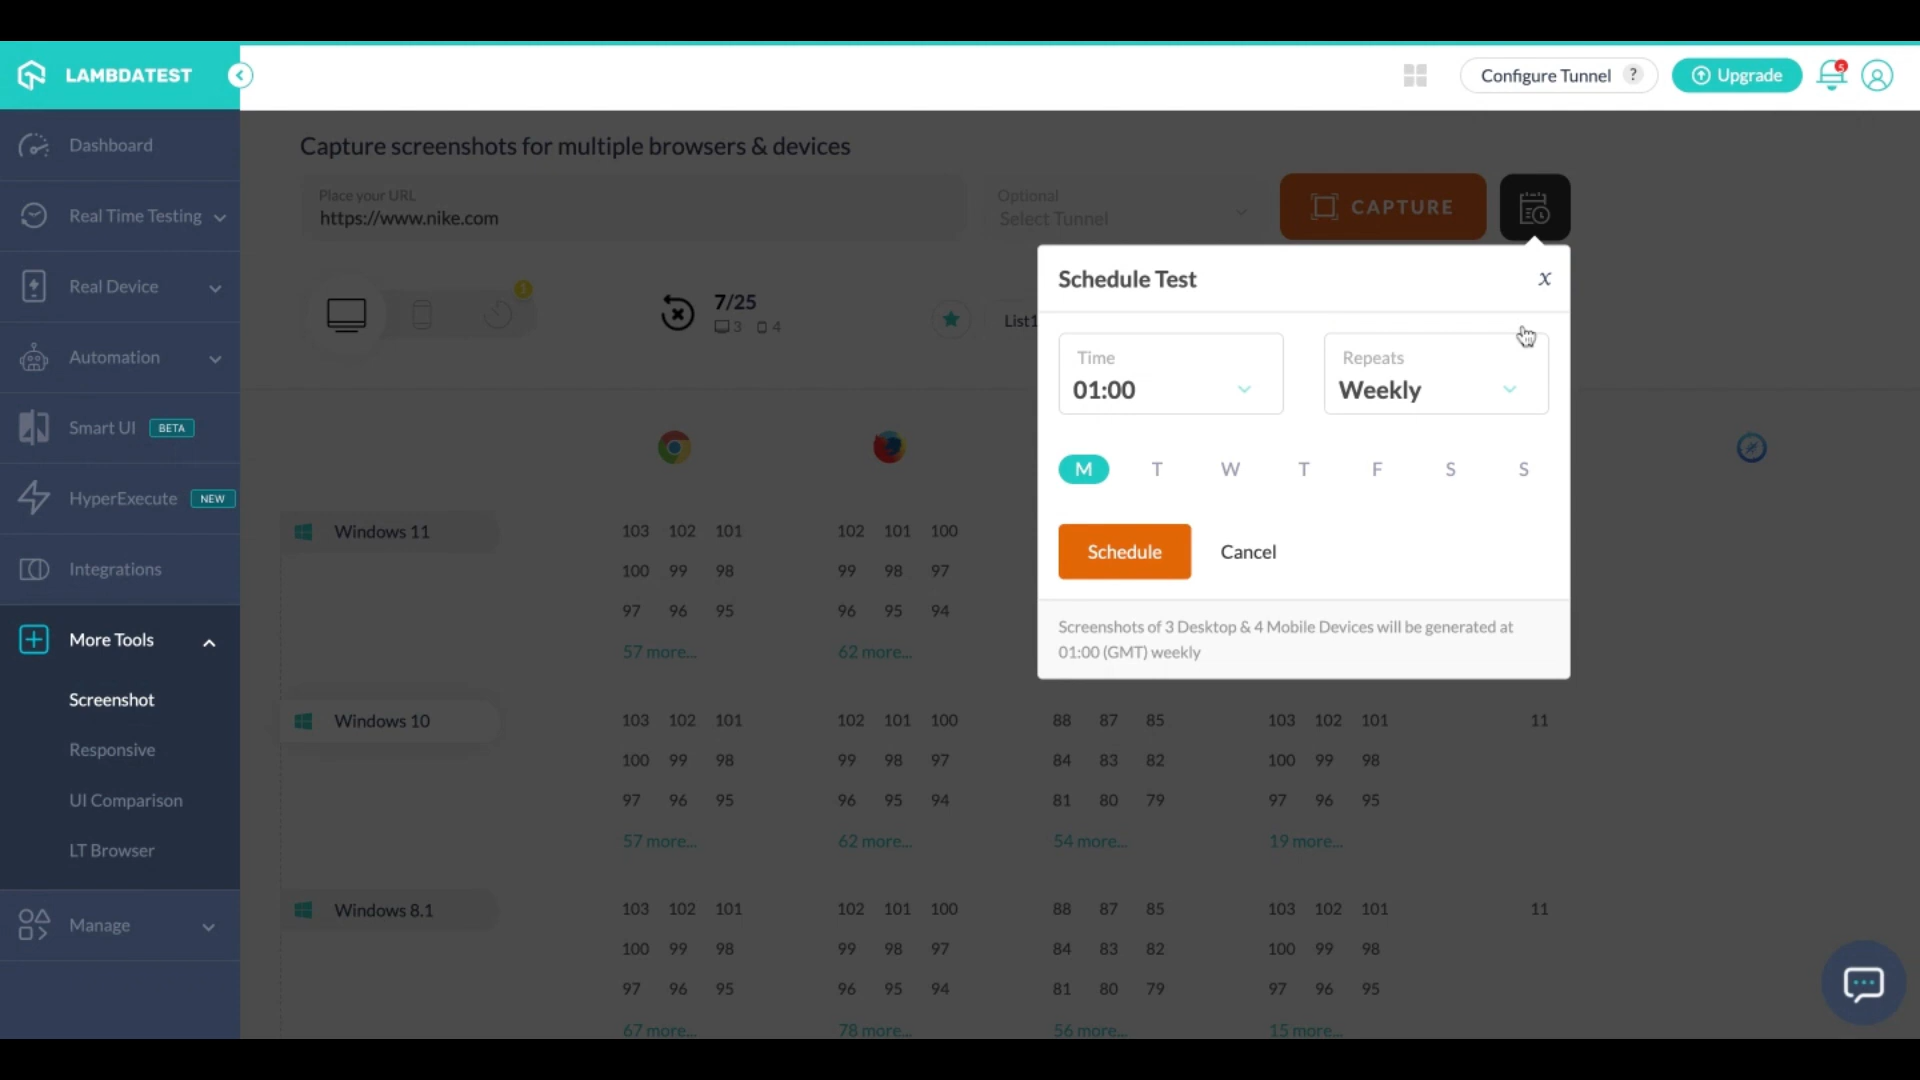 LAMBDATEST
Configure Tunnel ?
Upgrade
5
Dashboard
Real Time Testing
Real Device
Automation
Smart UI BETA
HyperExecute NEW
Integrations
More Tools
Screenshot
Responsive
UI Comparison
LT Browser
Manage
Capture screenshots for multiple browsers & devices
Place your URL
https://www.nike.com
Optional
Select Tunnel
CAPTURE
7/25
3 4
List1
Schedule Test
x
Time
01:00
Repeats
Weekly
M T W T F S S
Schedule
Cancel
Screenshots of 3 Desktop & 4 Mobile Devices will be generated at
01:00 (GMT) weekly
Windows 11
103 102 101 102 101 100
100 99 98 99 98 97
97 96 95 96 95 94
57 more... 62 more...
Windows 10
103 102 101 102 101 100 88 87 85 103 102 101 11
100 99 98 99 98 97 84 83 82 100 99 98
97 96 95 96 95 94 81 80 79 97 96 95
57 more... 62 more... 54 more... 19 more...
Windows 8.1
103 102 101 102 101 100 88 87 85 103 102 101 11
100 99 98 99 98 97 84 83 82 100 99 98
97 96 95 96 95 94 81 80 79 97 96 95
67 more... 78 more... 56 more... 15 more...